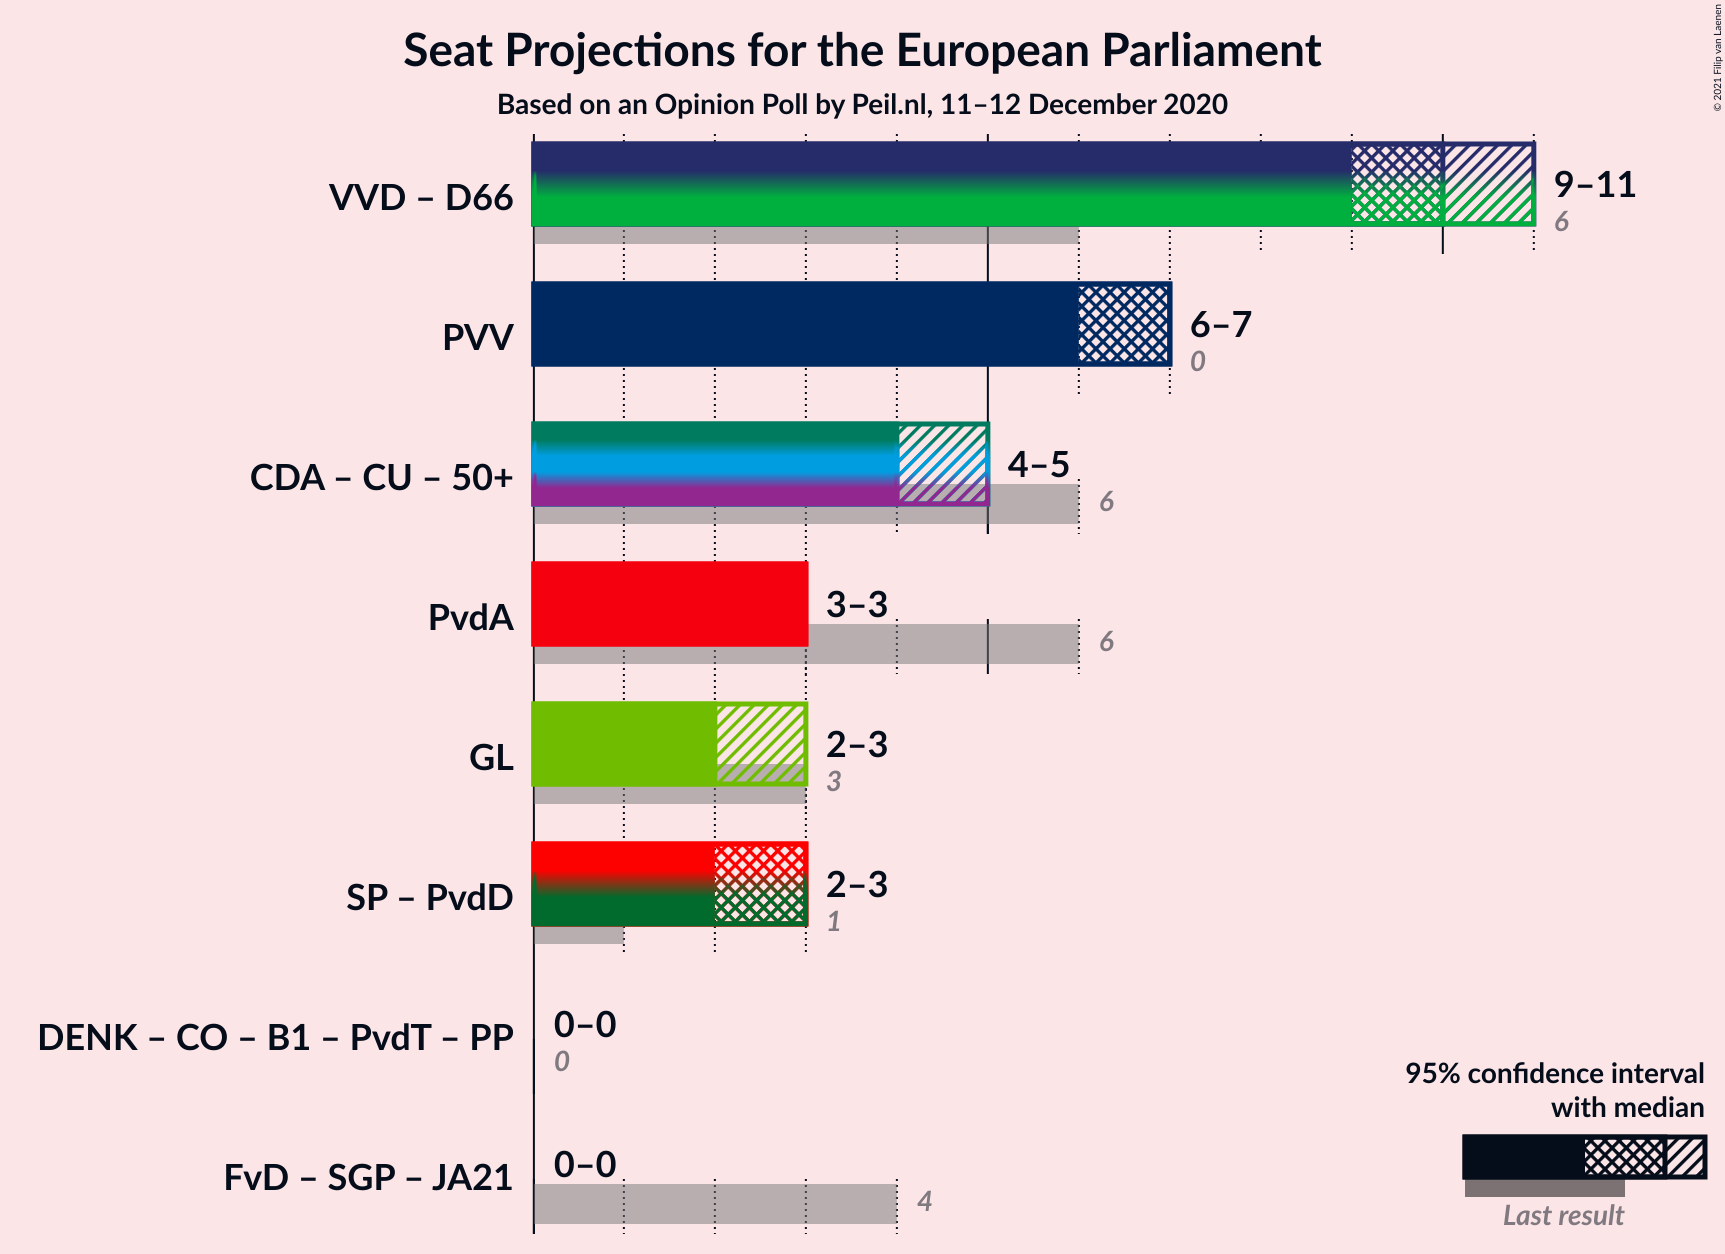 Seat Projections for the European Parliament
Based on an Opinion Poll by Peil.nl, 11–12 December 2020
© 2021 Filip van Laenen
VVD – D66
9–11
6
PVV
6–7
0
CDA – CU – 50+
4–5
6
PvdA
3–3
6
GL
2–3
3
SP – PvdD
2–3
1
DENK – CO – B1 – PvdT – PP
0–0
0
FvD – SGP – JA21
0–0
4
95% confidence interval
with median
Last result